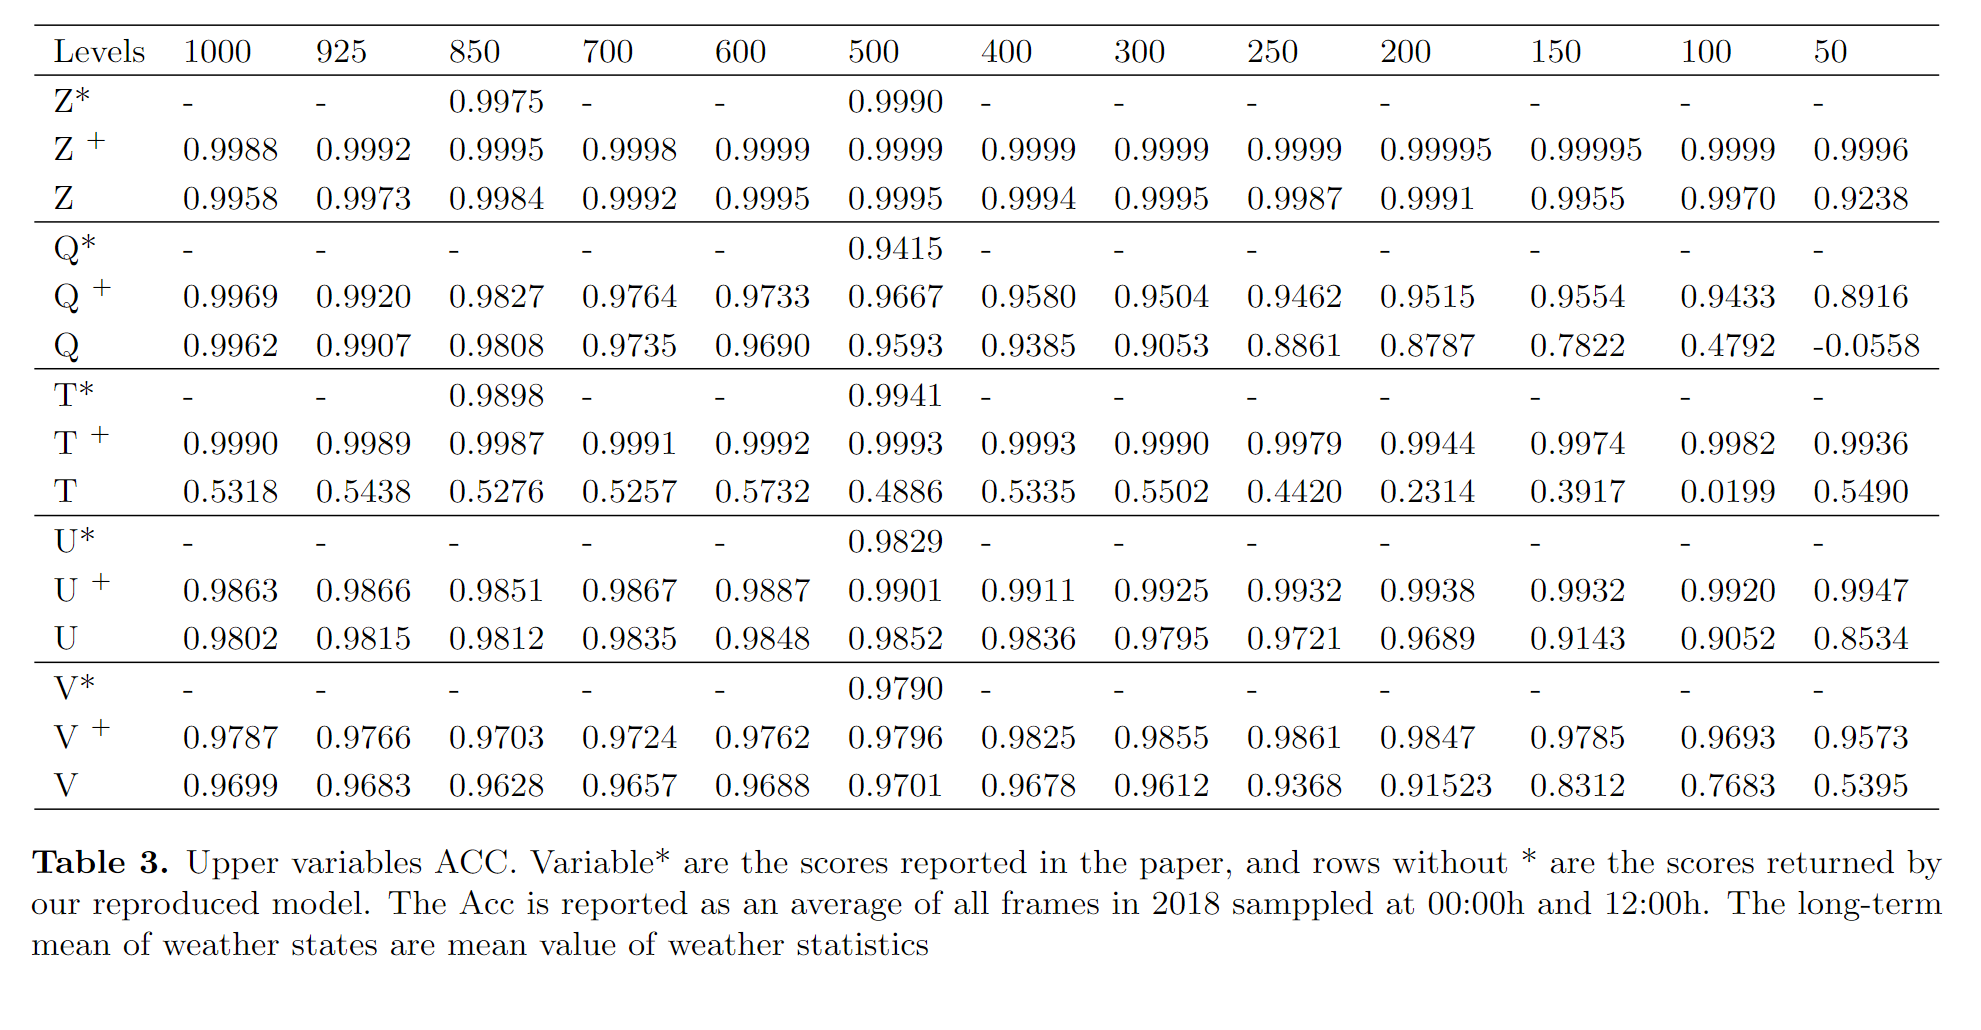 Levels 1000 925 850 700 600 500 400 300 250 200 150 100 50
Z* - - 0.9975 - - 0.9990 - - - - - - -
Z + 0.9988 0.9992 0.9995 0.9998 0.9999 0.9999 0.9999 0.9999 0.9999 0.99995 0.99995 0.9999 0.9996
Z 0.9958 0.9973 0.9984 0.9992 0.9995 0.9995 0.9994 0.9995 0.9987 0.9991 0.9955 0.9970 0.9238
Q* - - - - - 0.9415 - - - - - - -
Q + 0.9969 0.9920 0.9827 0.9764 0.9733 0.9667 0.9580 0.9504 0.9462 0.9515 0.9554 0.9433 0.8916
Q 0.9962 0.9907 0.9808 0.9735 0.9690 0.9593 0.9385 0.9053 0.8861 0.8787 0.7822 0.4792 -0.0558
T* - - 0.9898 - - 0.9941 - - - - - - -
T + 0.9990 0.9989 0.9987 0.9991 0.9992 0.9993 0.9993 0.9990 0.9979 0.9944 0.9974 0.9982 0.9936
T 0.5318 0.5438 0.5276 0.5257 0.5732 0.4886 0.5335 0.5502 0.4420 0.2314 0.3917 0.0199 0.5490
U* - - - - - 0.9829 - - - - - - -
U + 0.9863 0.9866 0.9851 0.9867 0.9887 0.9901 0.9911 0.9925 0.9932 0.9938 0.9932 0.9920 0.9947
U 0.9802 0.9815 0.9812 0.9835 0.9848 0.9852 0.9836 0.9795 0.9721 0.9689 0.9143 0.9052 0.8534
V* - - - - - 0.9790 - - - - - - -
V + 0.9787 0.9766 0.9703 0.9724 0.9762 0.9796 0.9825 0.9855 0.9861 0.9847 0.9785 0.9693 0.9573
V 0.9699 0.9683 0.9628 0.9657 0.9688 0.9701 0.9678 0.9612 0.9368 0.91523 0.8312 0.7683 0.5395
Table 3. Upper variables ACC. Variable* are the scores reported in the paper, and rows without * are the scores returned by
our reproduced model. The Acc is reported as an average of all frames in 2018 samppled at 00:00h and 12:00h. The long-term
mean of weather states are mean value of weather statistics